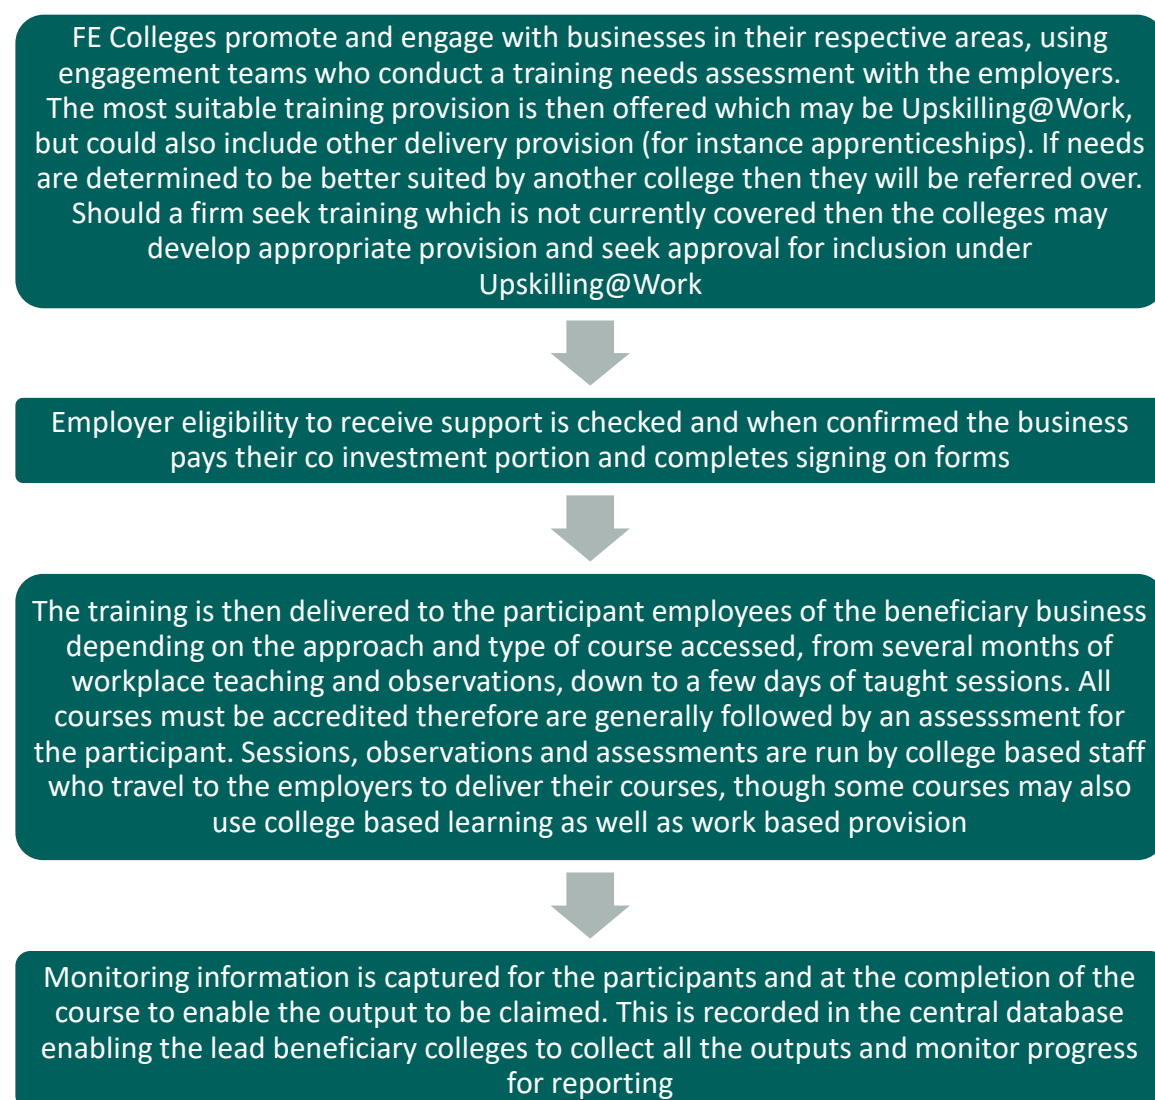 FE Colleges promote and engage with businesses in their respective areas, using
engagement teams who conduct a training needs assessment with the employers.
The most suitable training provision is then offered which may be Upskilling@Work,
but could also include other delivery provision (for instance apprenticeships). If needs
are determined to be better suited by another college then they will be referred over.
Should a firm seek training which is not currently covered then the colleges may
develop appropriate provision and seek approval for inclusion under
Upskilling@Work
Employer eligibility to receive support is checked and when confirmed the business
pays their co investment portion and completes signing on forms
The training is then delivered to the participant employees of the beneficiary business
depending on the approach and type of course accessed, from several months of
workplace teaching and observations, down to a few days of taught sessions. All
courses must be accredited therefore are generally followed by an assesssment for
the participant. Sessions, observations and assessments are run by college based staff
who travel to the employers to deliver their courses, though some courses may also
use college based learning as well as work based provision
Monitoring information is captured for the participants and at the completion of the
course to enable the output to be claimed. This is recorded in the central database
enabling the lead beneficiary colleges to collect all the outputs and monitor progress
for reporting